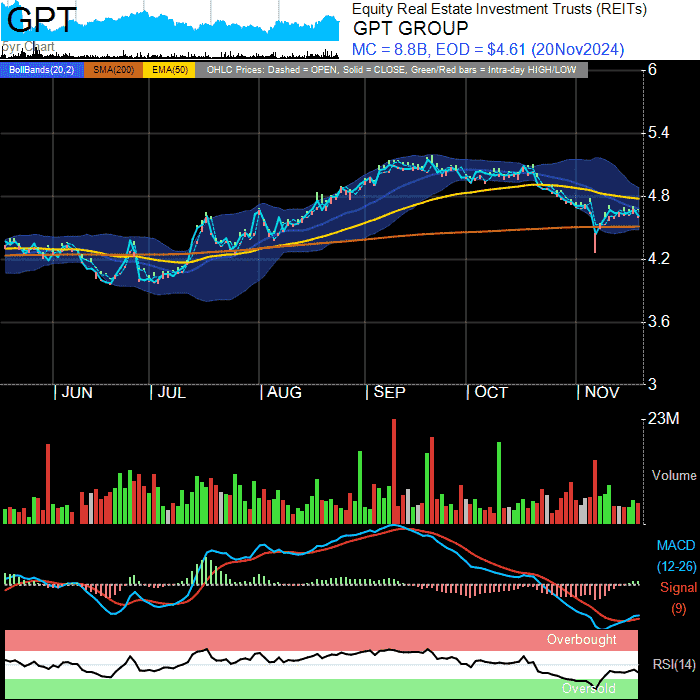 GPT
Equity Real Estate Investment Trusts (REITs)
GPT GROUP
5yr Chart
MC = 8.8B, EOD = $4.61 (20Nov2024)
BollBands(20,2) SMA(200) EMA(50) OHLC Prices: Dashed = OPEN, Solid = CLOSE, Green/Red bars = Intra-day HIGH/LOW
6
5.4
4.8
4.2
3.6
3
| JUN | JUL | AUG | SEP | OCT | NOV
23M
Volume
MACD
(12-26)
Signal
(9)
Overbought
RSI(14)
Oversold